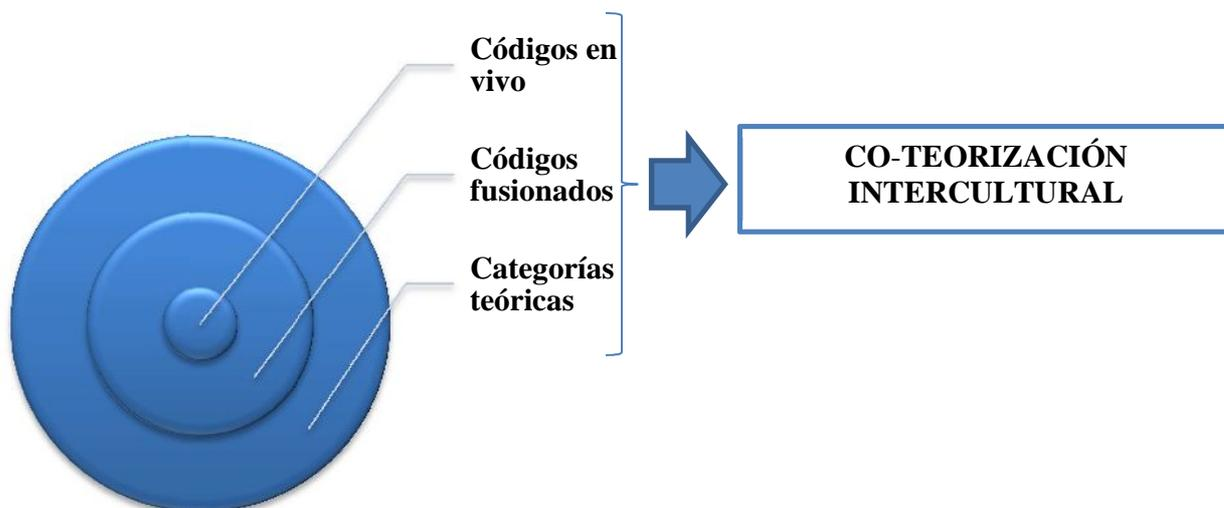 Códigos en
vivo
Códigos
fusionados
Categorías
teóricas
CO-TEORIZACIÓN
INTERCULTURAL